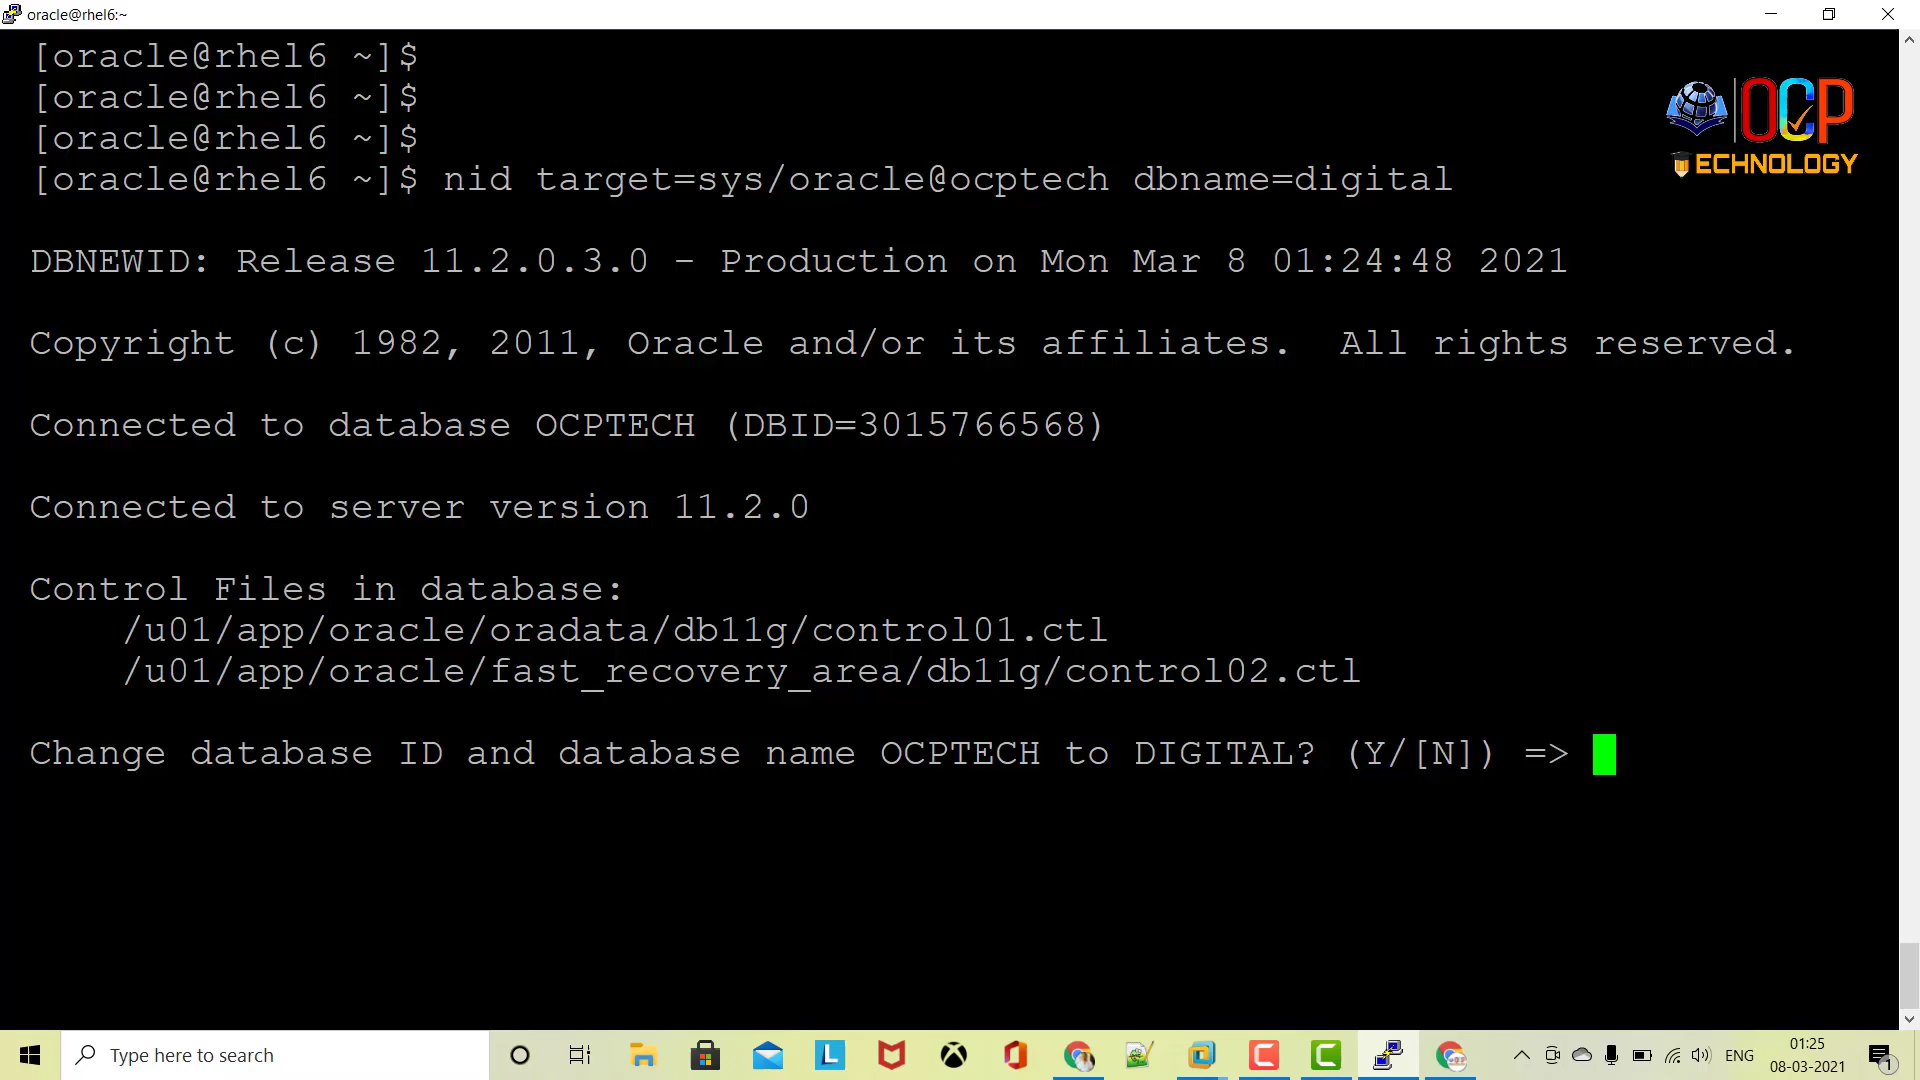 oracle@rhel6:~
[oracle@rhel6 ~]$
[oracle@rhel6 ~]$
[oracle@rhel6 ~]$
[oracle@rhel6 ~]$ nid target=sys/oracle@ocptech dbname=digital
OCP
TECHNOLOGY
DBNEWID: Release 11.2.0.3.0 - Production on Mon Mar 8 01:24:48 2021
Copyright (c) 1982, 2011, Oracle and/or its affiliates.  All rights reserved.
Connected to database OCPTECH (DBID=3015766568)
Connected to server version 11.2.0
Control Files in database:
    /u01/app/oracle/oradata/db11g/control01.ctl
    /u01/app/oracle/fast_recovery_area/db11g/control02.ctl
Change database ID and database name OCPTECH to DIGITAL? (Y/[N]) =>
Type here to search
L
ENG
01:25
08-03-2021
1